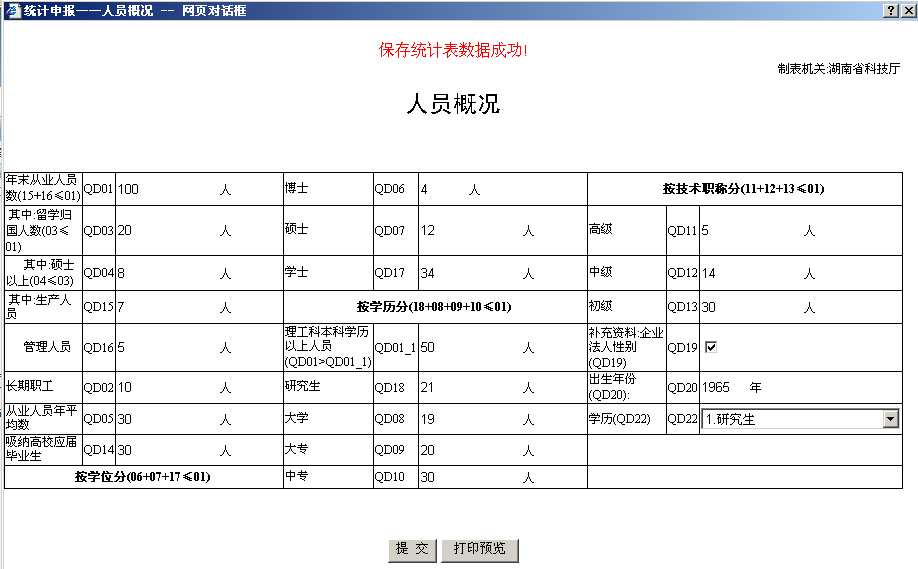 统计申报——人员概况 -- 网页对话框
保存统计表数据成功!
制表机关:湖南省科技厅
人员概况
年末从业人员数(15+16≤01) QD01 100 人 博士 QD06 4 人 按技术职称分(11+12+13≤01)
其中:留学归国人数(03≤01) QD03 20 人 硕士 QD07 12 人 高级 QD11 5 人
其中:硕士以上(04≤03) QD04 8 人 学士 QD17 34 人 中级 QD12 14 人
其中:生产人员 QD15 7 人 按学历分(18+08+09+10≤01) 初级 QD13 30 人
管理人员 QD16 5 人 理工科本科学历以上人员(QD01>QD01_1) QD01_1 50 人 补充资料:企业法人性别(QD19) QD19
长期职工 QD02 10 人 研究生 QD18 21 人 出生年份(QD20): QD20 1965 年
从业人员年平均数 QD05 30 人 大学 QD08 19 人 学历(QD22) QD22 1.研究生
吸纳高校应届毕业生 QD14 30 人 大专 QD09 20 人
按学位分(06+07+17≤01) 中专 QD10 30 人
提 交 打印预览